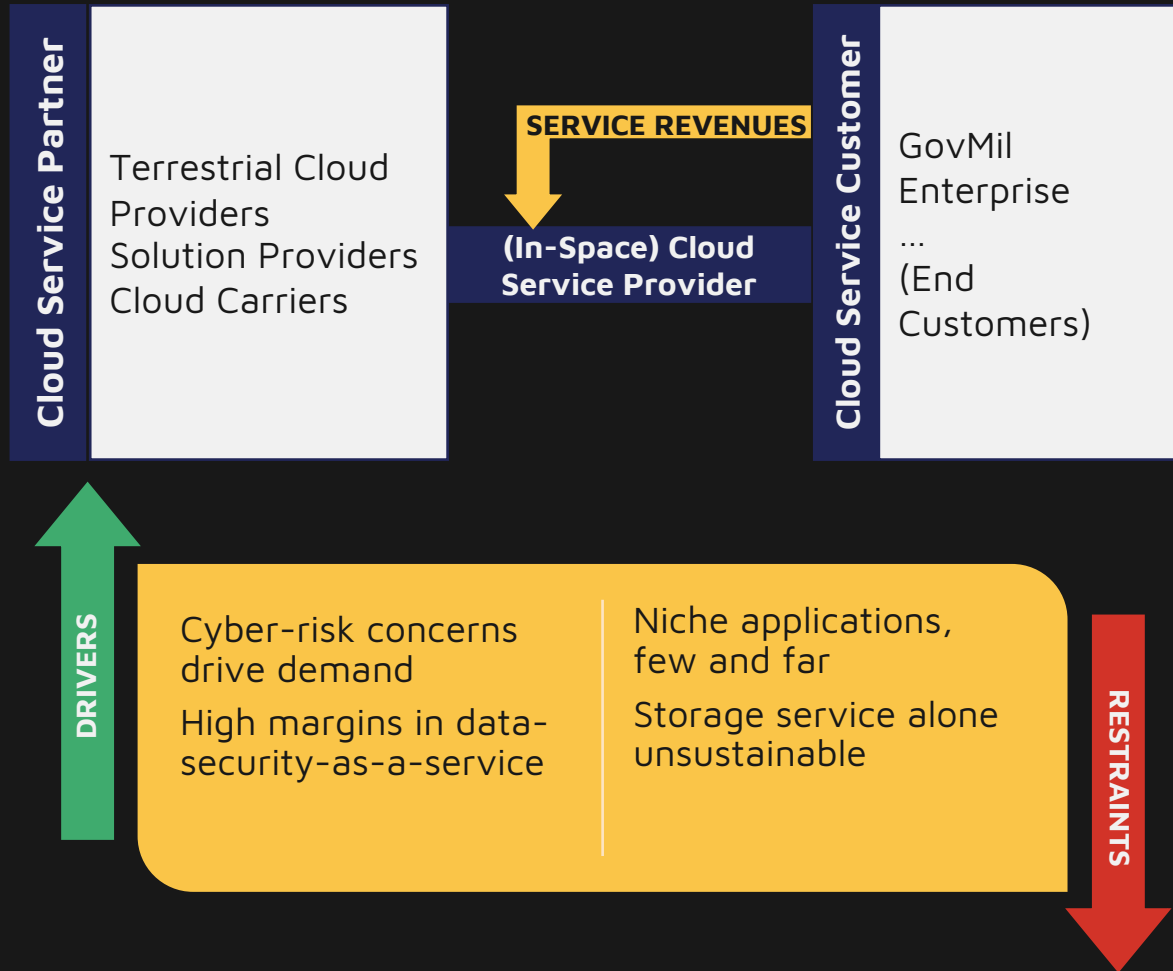 Cloud Service Partner
Terrestrial Cloud
Providers
Solution Providers
Cloud Carriers
SERVICE REVENUES
(In-Space) Cloud
Service Provider
Cloud Service Customer
GovMil
Enterprise
...
(End
Customers)
DRIVERS
Cyber-risk concerns
drive demand
High margins in data-
security-as-a-service
Niche applications,
few and far
Storage service alone
unsustainable
RESTRAINTS